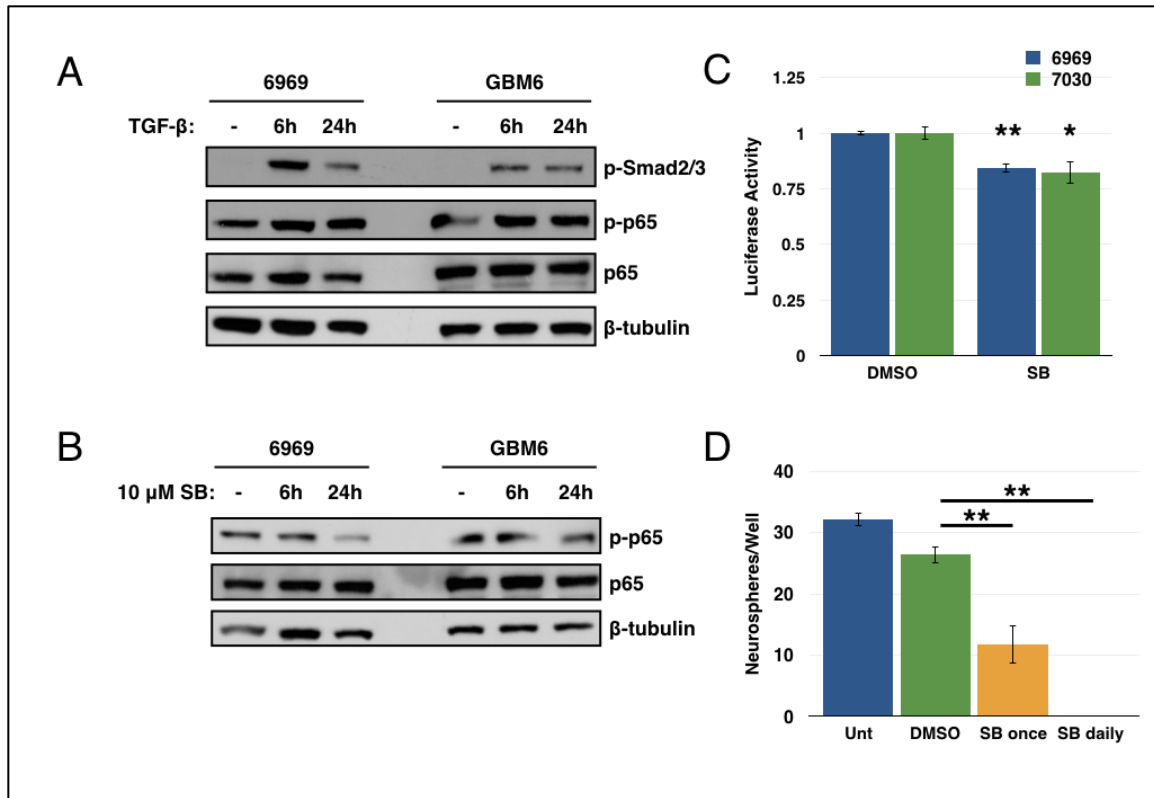 A
6969 GBM6
TGF-β: - 6h 24h - 6h 24h
p-Smad2/3
p-p65
p65
β-tubulin
B
6969 GBM6
10 µM SB: - 6h 24h - 6h 24h
p-p65
p65
β-tubulin
C
6969
7030
Luciferase Activity
1.25
1
0.75
0.5
0.25
0
** *
DMSO SB
D
Neurospheres/Well
40
30
20
10
0
**
**
Unt DMSO SB once SB daily